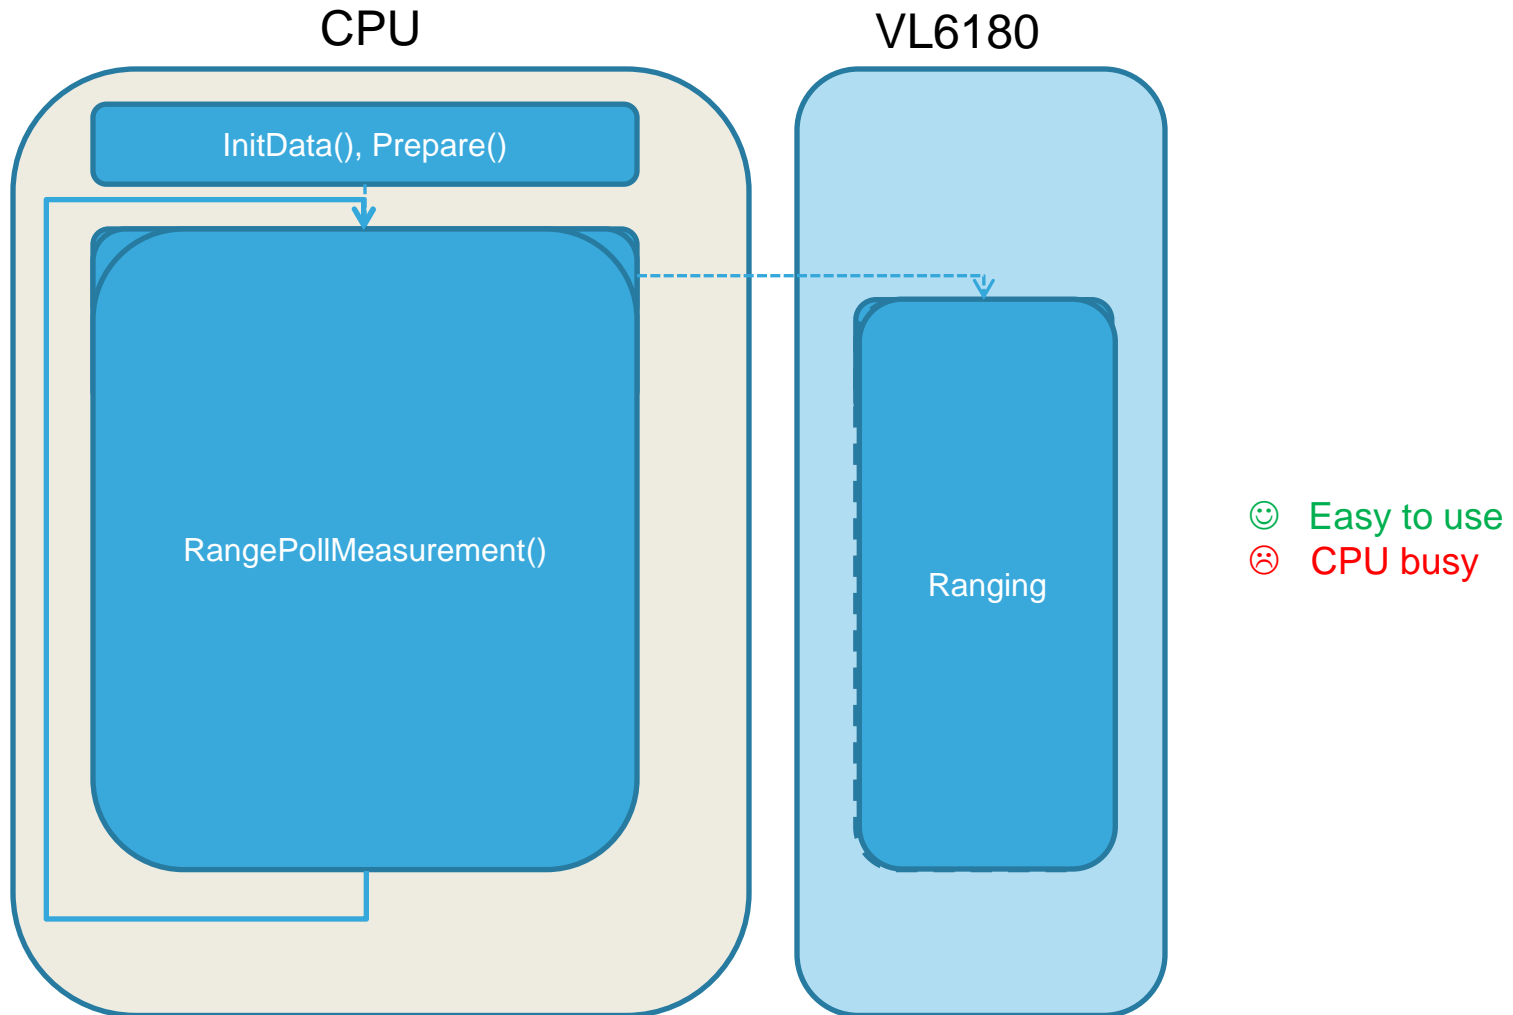 CPU
VL6180
InitData(), Prepare()
RangePollMeasurement()
Ranging
☺ Easy to use
☹ CPU busy